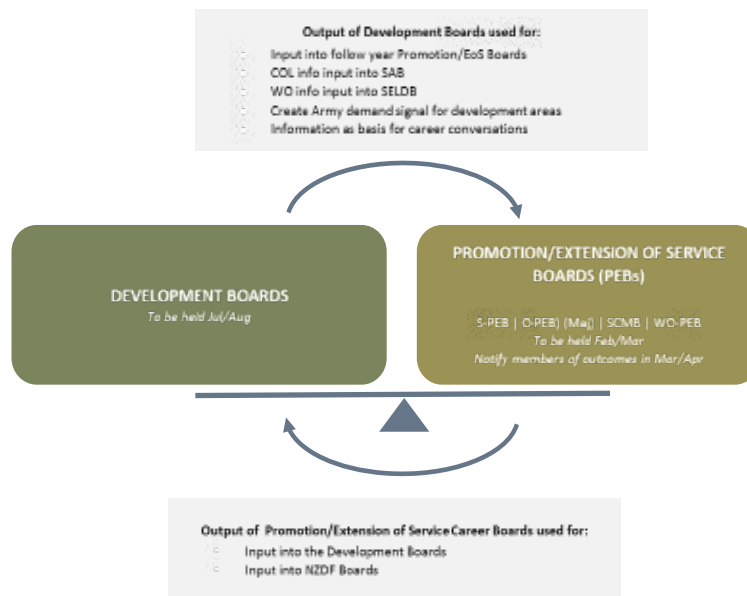 Output of Development Boards used for:
Input into follow year Promotion/EoS Boards
COL info input into SAB
WO info input into SELDB
Create Army demand signal for development areas
Information as basis for career conversations
DEVELOPMENT BOARDS
To be held Jul/Aug
PROMOTION/EXTENSION OF SERVICE
BOARDS (PEBs)
S-PEB | O-PEB) (Maj) | SCMB | WO-PEB
To be held Feb/Mar
Notify members of outcomes in Mar/Apr
Output of Promotion/Extension of Service Career Boards used for:
Input into the Development Boards
Input into NZDF Boards